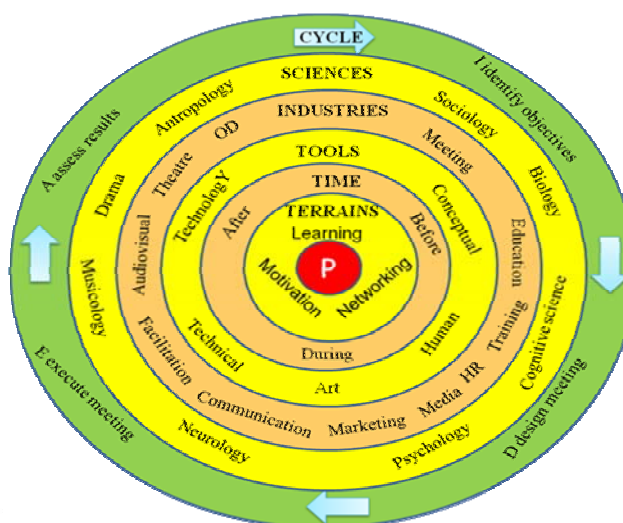 CYCLE
I identify objectives
D design meeting
E execute meeting
A assess results
SCIENCES
Sociology
Biology
Cognitive science
Psychology
Neurology
Musicology
Drama
Antropology
INDUSTRIES
Meeting
Education
Training
HR
Media
Marketing
Communication
Facilitation
Audiovisual
Theatre
OD
TOOLS
Conceptual
Human
Art
Technical
TechnologY
TIME
Before
During
After
TERRAINS
Learning
Networking
Motivation
P